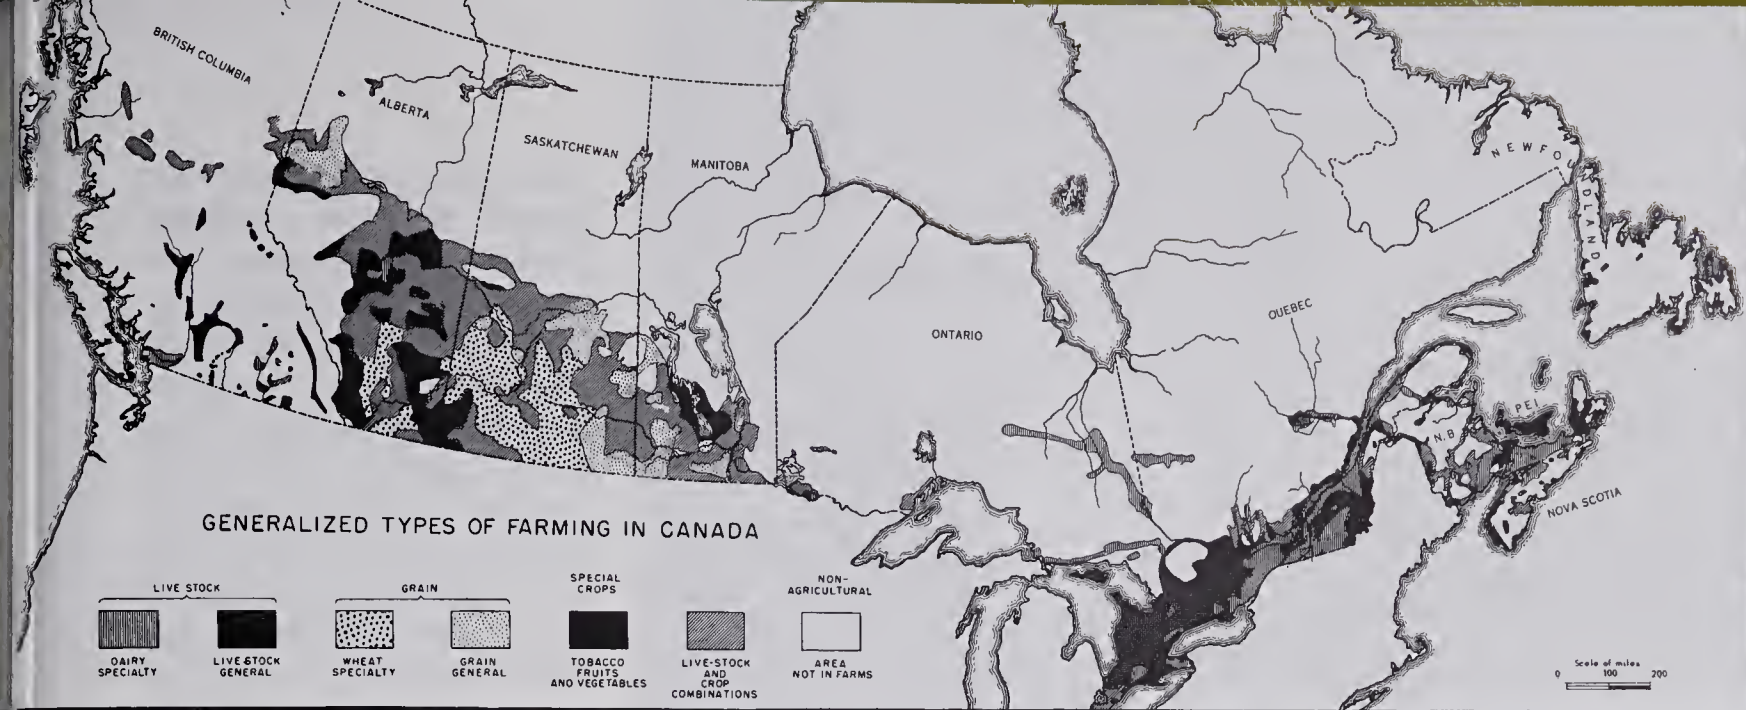 BRITISH COLUMBIA
ALBERTA
SASKATCHEWAN
MANITOBA
ONTARIO
QUEBEC
NEWFOUNDLAND
P.E.I.
N.B.
NOVA SCOTIA
GENERALIZED TYPES OF FARMING IN CANADA
LIVE STOCK
GRAIN
SPECIAL
CROPS
NON-
AGRICULTURAL
DAIRY
SPECIALTY
LIVE STOCK
GENERAL
WHEAT
SPECIALTY
GRAIN
GENERAL
TOBACCO
FRUITS
AND VEGETABLES
LIVE-STOCK
AND
CROP
COMBINATIONS
AREA
NOT IN FARMS
Scale of miles
0 100 200